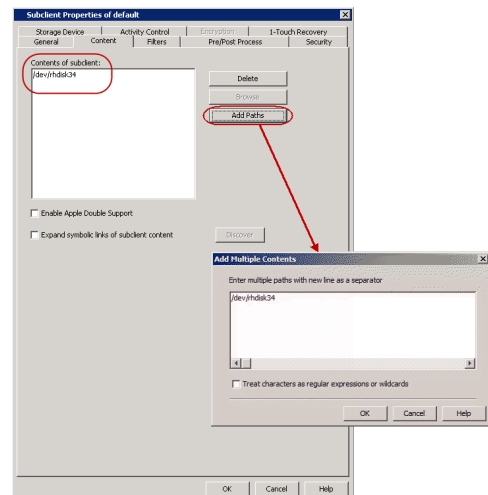 Subclient Properties of default
Storage Device Activity Control Encryption 1-Touch Recovery
General Content Filters Pre/Post Process Security
Contents of subclient:
/dev/rhdisk34
Delete
Browse
Add Paths
Enable Apple Double Support
Expand symbolic links of subclient content
Discover
Add Multiple Contents
Enter multiple paths with new line as a separator
/dev/rhdisk34
Treat characters as regular expressions or wildcards
OK Cancel Help
OK Cancel Help